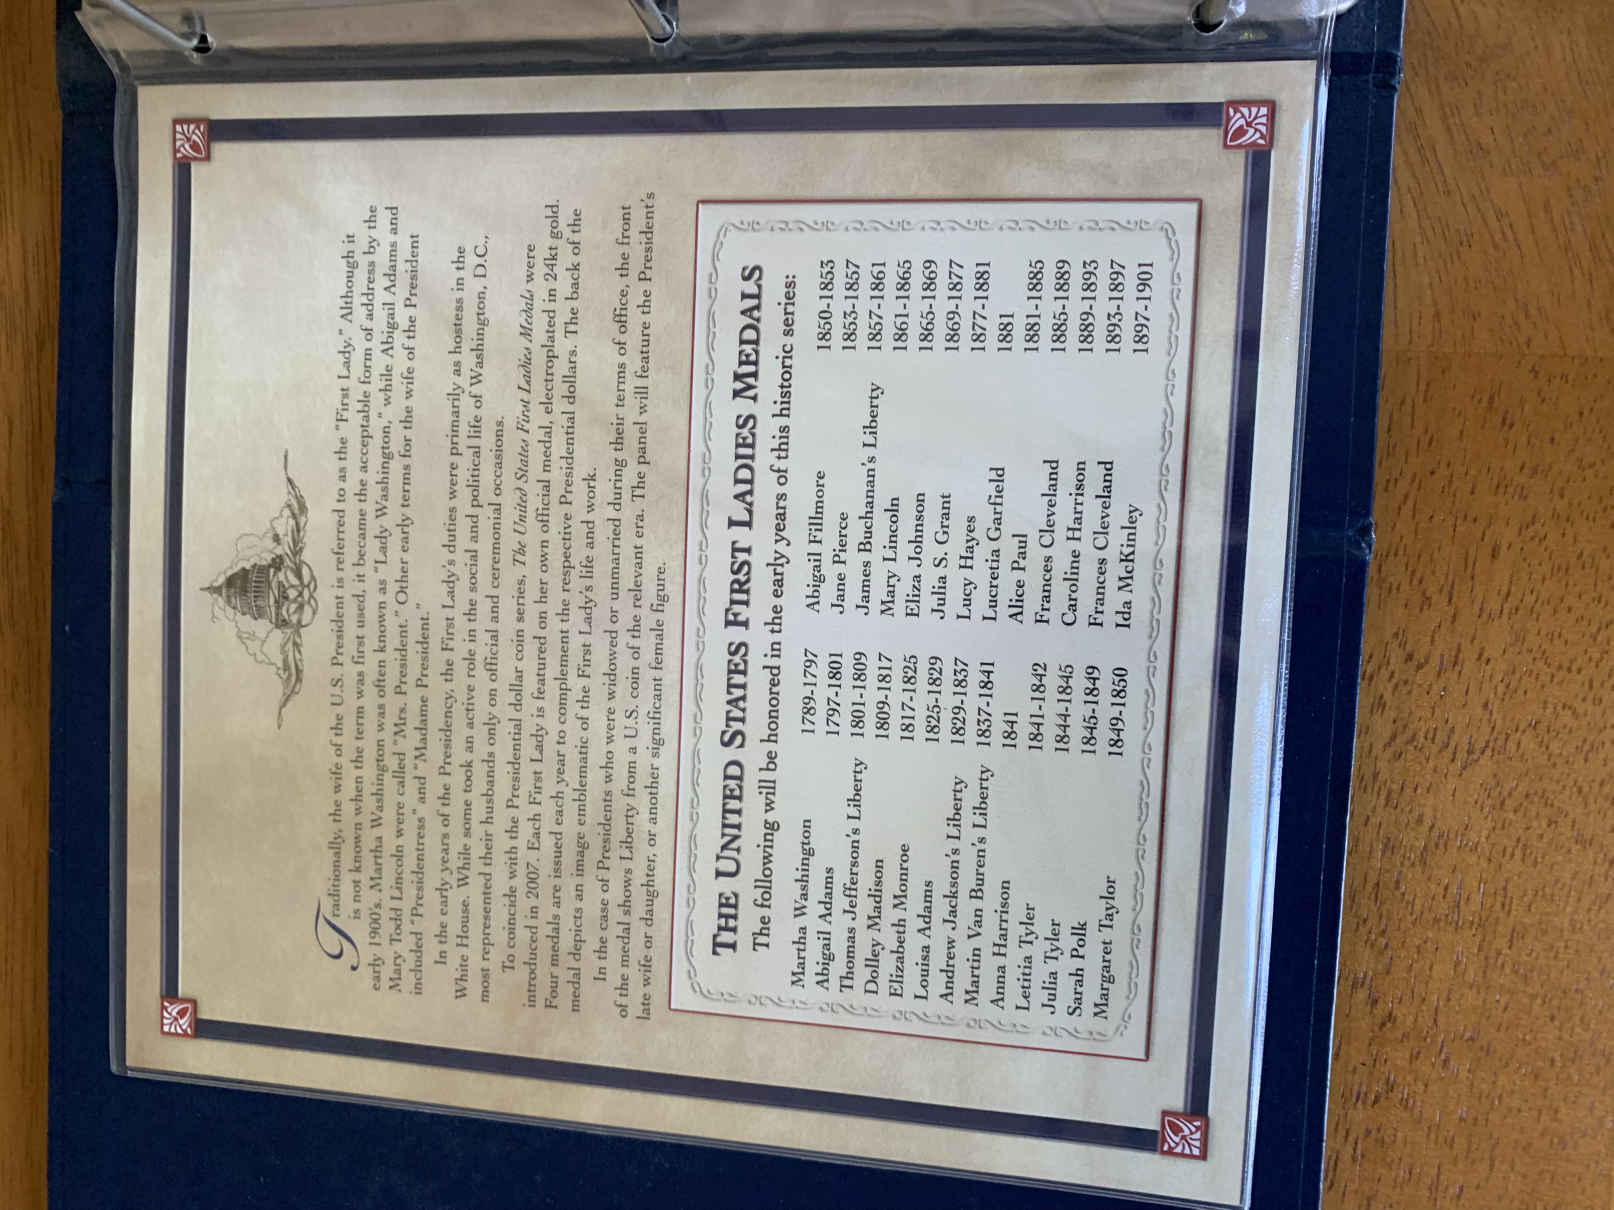 Traditionally, the wife of the U.S. President is referred to as the "First Lady." Although it
is not known when the term was first used, it became the acceptable form of address by the
early 1900's. Martha Washington was often known as "Lady Washington," while Abigail Adams and
Mary Todd Lincoln were called "Mrs. President." Other early terms for the wife of the President
included "Presidentress" and "Madame President."
In the early years of the Presidency, the First Lady's duties were primarily as hostess in the
White House. While some took an active role in the social and political life of Washington, D.C.,
most represented their husbands only on official and ceremonial occasions.
To coincide with the Presidential dollar coin series, The United States First Ladies Medals were
introduced in 2007. Each First Lady is featured on her own official medal, electroplated in 24kt gold.
Four medals are issued each year to complement the respective Presidential dollars. The back of the
medal depicts an image emblematic of the First Lady's life and work.
In the case of Presidents who were widowed or unmarried during their terms of office, the front
of the medal shows Liberty from a U.S. coin of the relevant era. The panel will feature the President's
late wife or daughter, or another significant female figure.
THE UNITED STATES FIRST LADIES MEDALS
The following will be honored in the early years of this historic series:
Martha Washington 1789-1797
Abigail Adams 1797-1801
Thomas Jefferson's Liberty 1801-1809
Dolley Madison 1809-1817
Elizabeth Monroe 1817-1825
Louisa Adams 1825-1829
Andrew Jackson's Liberty 1829-1837
Martin Van Buren's Liberty 1837-1841
Anna Harrison 1841
Letitia Tyler 1841-1842
Julia Tyler 1844-1845
Sarah Polk 1845-1849
Margaret Taylor 1849-1850
Abigail Fillmore 1850-1853
Jane Pierce 1853-1857
James Buchanan's Liberty 1857-1861
Mary Lincoln 1861-1865
Eliza Johnson 1865-1869
Julia S. Grant 1869-1877
Lucy Hayes 1877-1881
Lucretia Garfield 1881
Alice Paul 1881-1885
Frances Cleveland 1885-1889
Caroline Harrison 1889-1893
Frances Cleveland 1893-1897
Ida McKinley 1897-1901